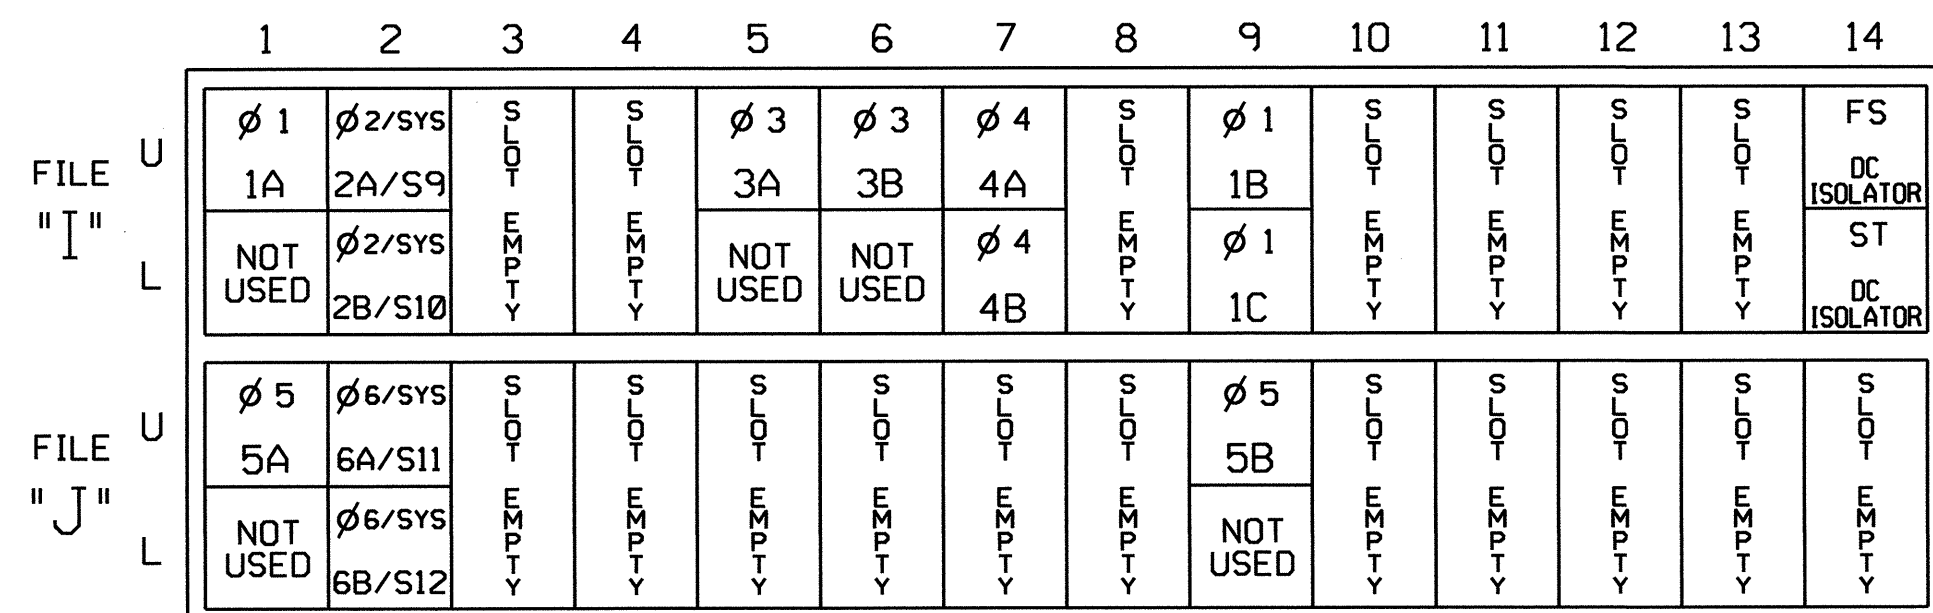 1 2 3 4 5 6 7 8 9 10 11 12 13 14
FILE "I"
U
Ø 1 Ø2/SYS SLOT EMPTY SLOT EMPTY Ø 3 Ø 3 Ø 4 SLOT EMPTY Ø 1 SLOT EMPTY SLOT EMPTY SLOT EMPTY SLOT EMPTY FS
1A 2A/S9 3A 3B 4A 1B DC ISOLATOR
L
NOT USED Ø2/SYS NOT USED NOT USED Ø 4 Ø 1 ST
2B/S10 4B 1C DC ISOLATOR
FILE "J"
U
Ø 5 Ø6/SYS SLOT EMPTY SLOT EMPTY SLOT EMPTY SLOT EMPTY SLOT EMPTY SLOT EMPTY Ø 5 SLOT EMPTY SLOT EMPTY SLOT EMPTY SLOT EMPTY SLOT EMPTY
5A 6A/S11 5B
L
NOT USED Ø6/SYS NOT USED
6B/S12